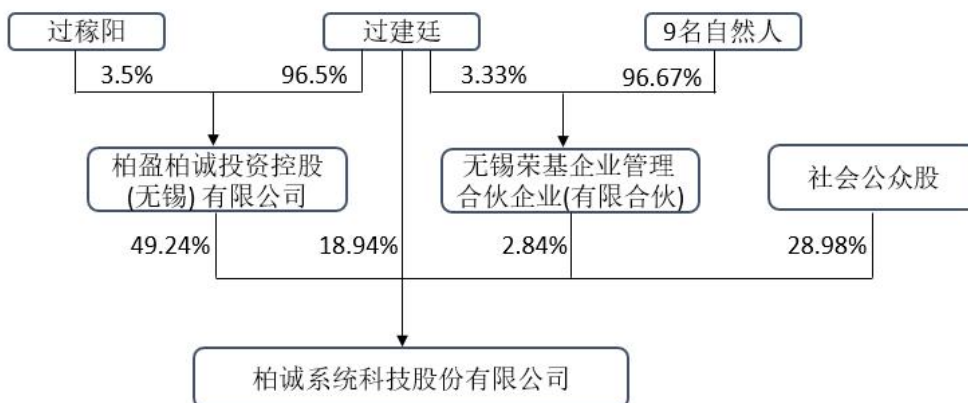 过稼阳
过建廷
9名自然人
3.5%
96.5%
3.33%
96.67%
柏盈柏诚投资控股
(无锡) 有限公司
无锡荣基企业管理
合伙企业(有限合伙)
社会公众股
49.24%
18.94%
2.84%
28.98%
柏诚系统科技股份有限公司